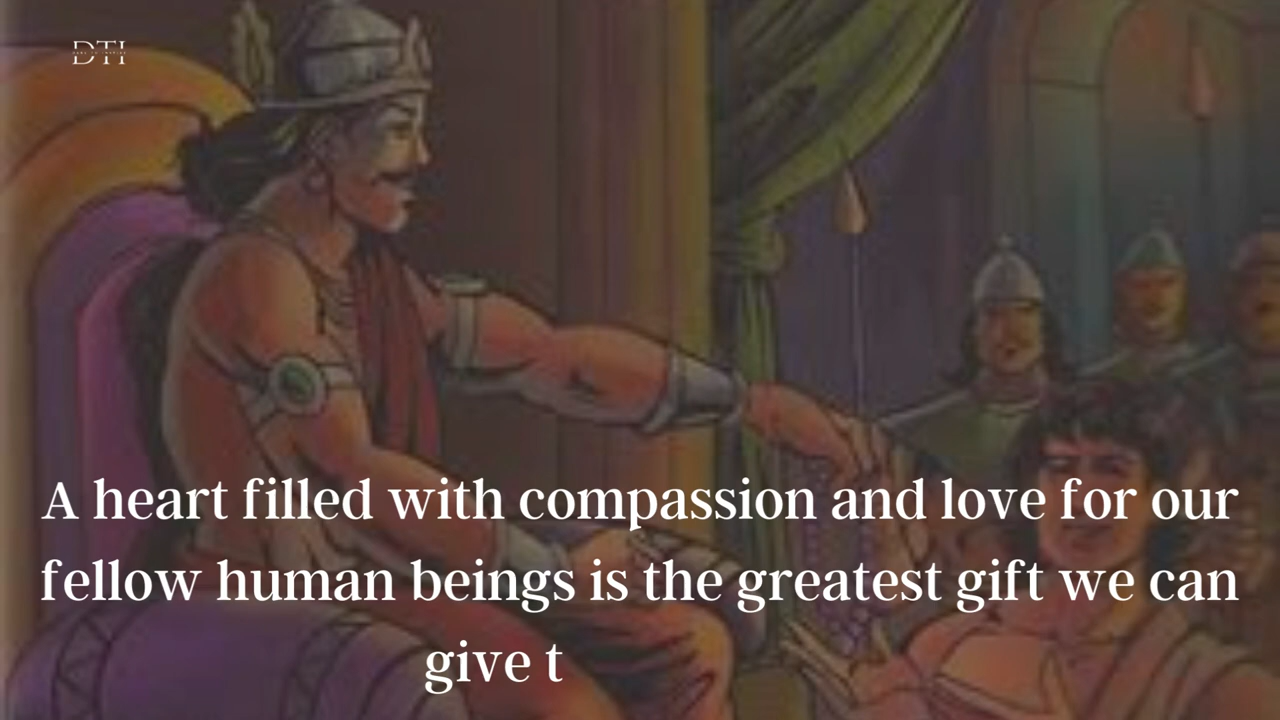 DTI
A heart filled with compassion and love for our
fellow human beings is the greatest gift we can
give t